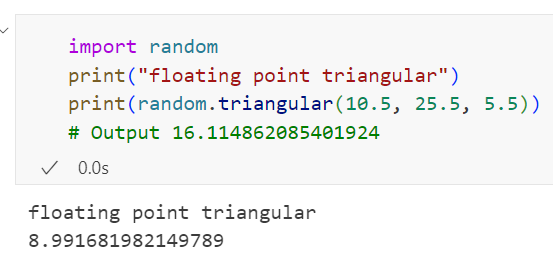 import random
print("floating point triangular")
print(random.triangular(10.5, 25.5, 5.5))
# Output 16.114862085401924
0.0s
floating point triangular
8.991681982149789